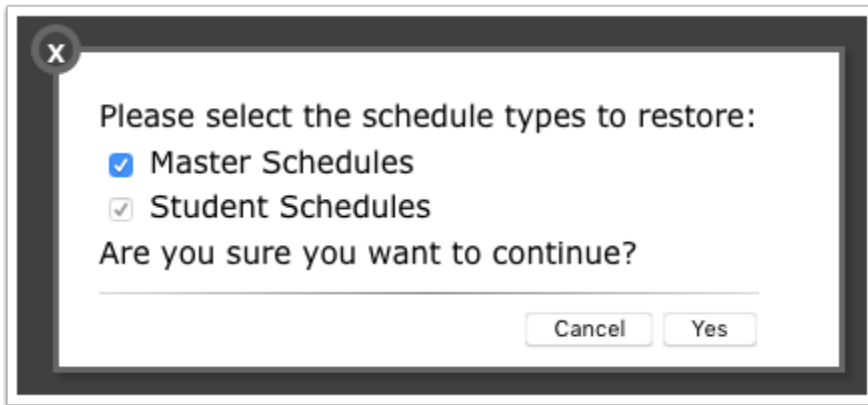 X
Please select the schedule types to restore:
Master Schedules
Student Schedules
Are you sure you want to continue?
Cancel Yes